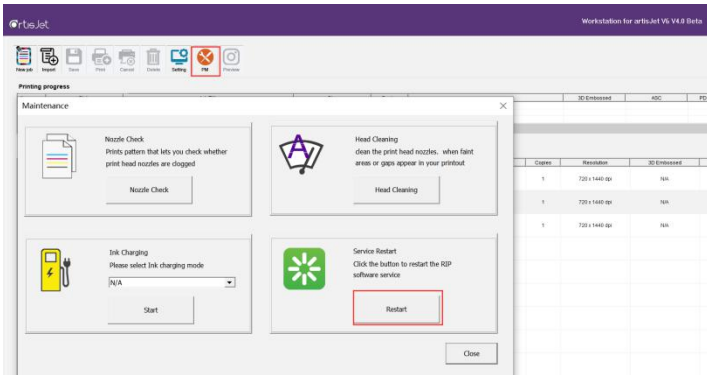 artisJet
Workstation for artisJet V6 V4.0 Beta
New job Import Save Print Cancel Delete Setting PM Preview
Printing progress
3D Embossed
Maintenance
Nozzle Check
Prints pattern that lets you check whether
print head nozzles are clogged
Nozzle Check
Head Cleaning
clean the print head nozzles. when faint
areas or gaps appear in your printout
Head Cleaning
Ink Charging
Please select Ink charging mode
N/A
Start
Service Restart
Click the button to restart the RIP
software service
Restart
Close
Copies Resolution 3D Embossed
1 720 x 1440 dpi N/A
1 720 x 1440 dpi N/A
1 720 x 1440 dpi N/A